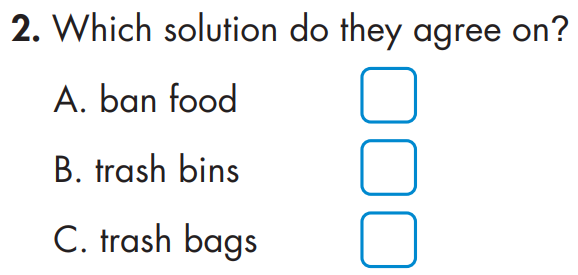 2. Which solution do they agree on?
A. ban food
B. trash bins
C. trash bags